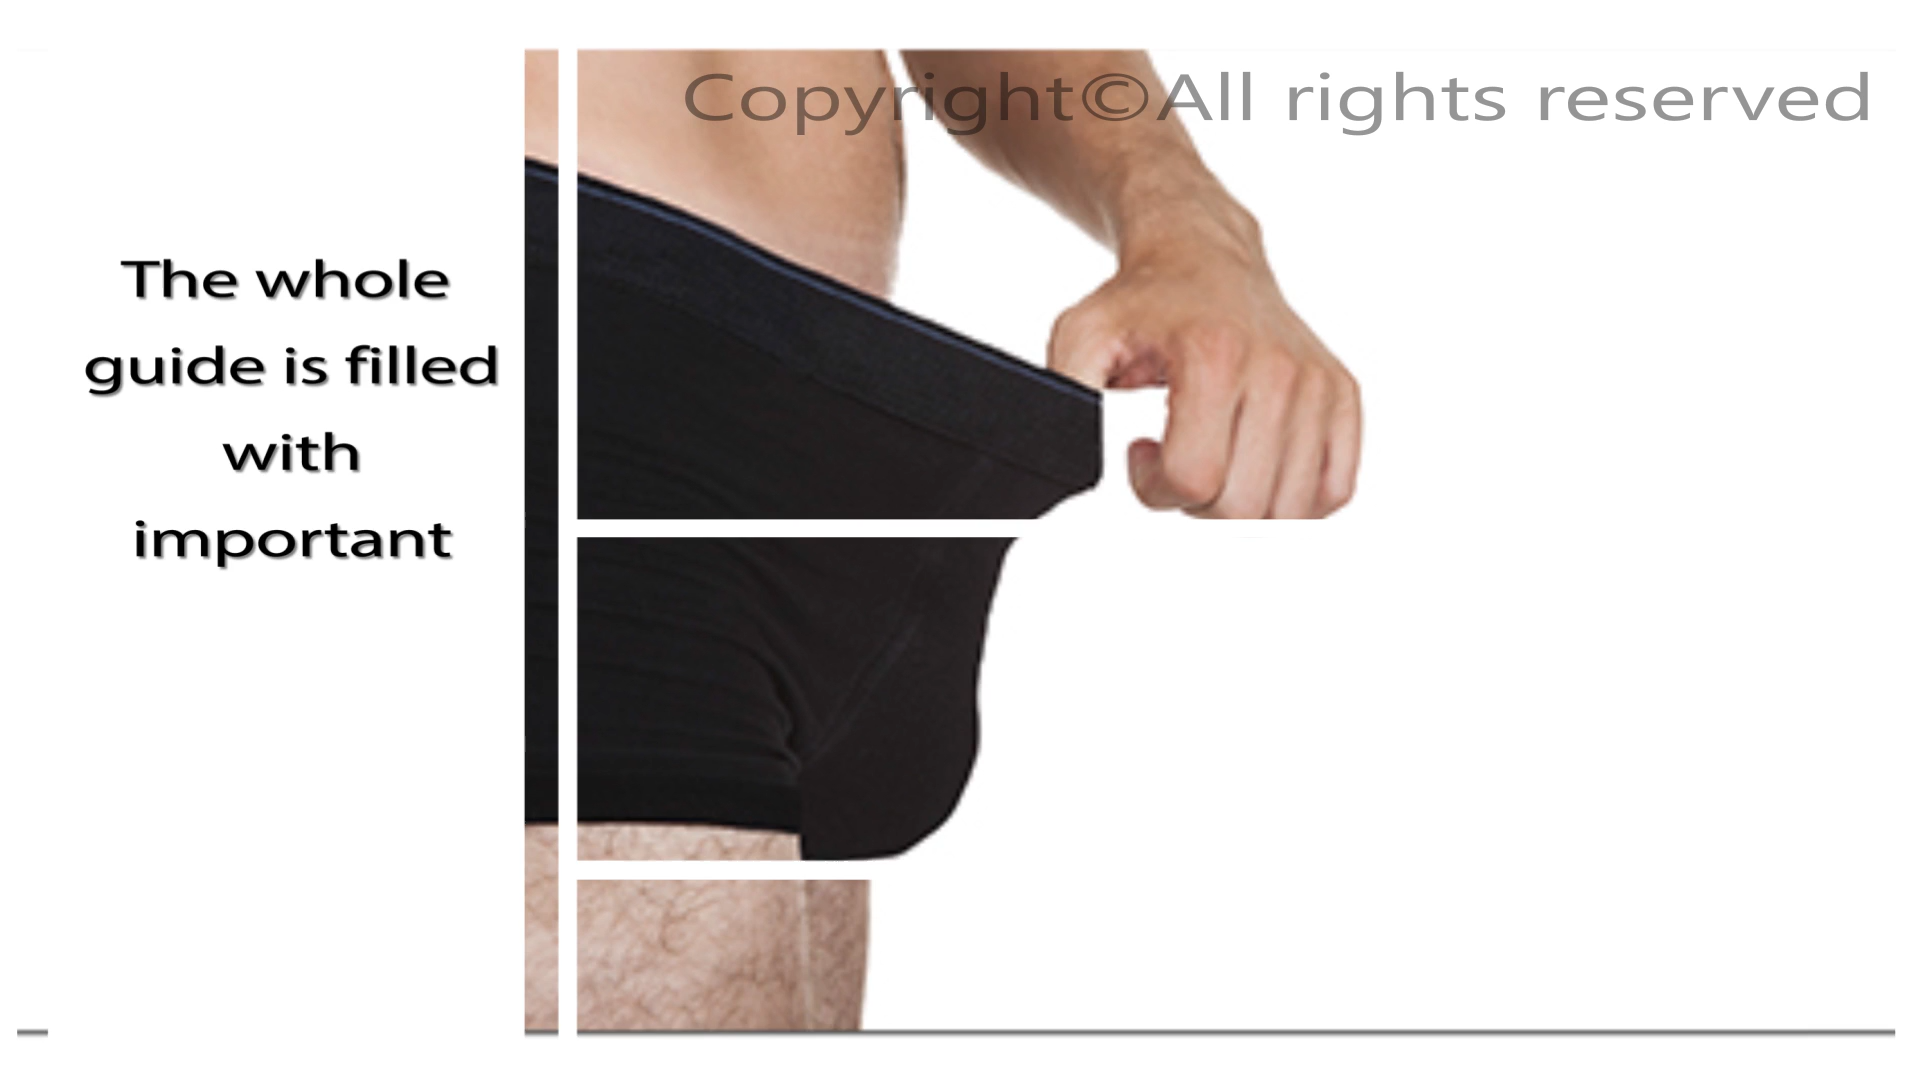 Copyright©All rights reserved
The whole
guide is filled
with
important